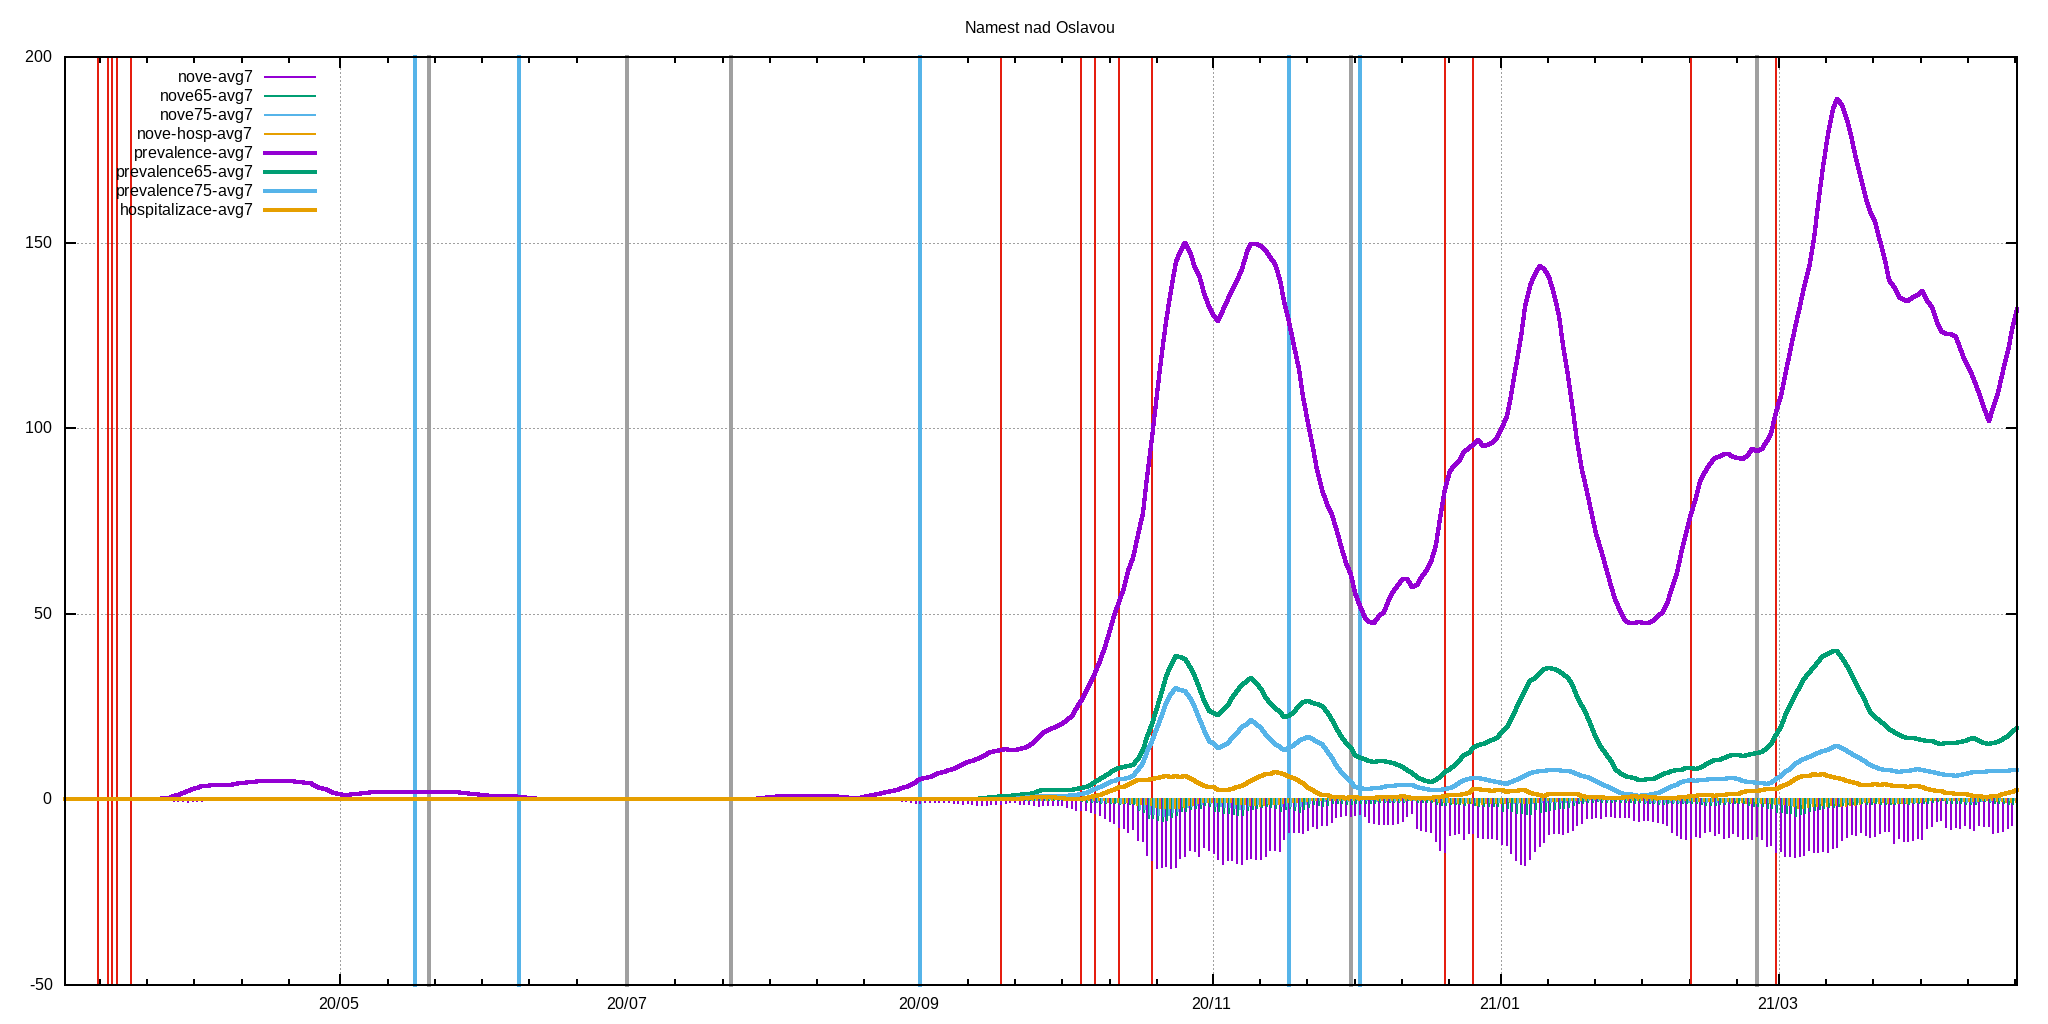 Namest nad Oslavou
200
150
100
50
0
-50
nove-avg7
nove65-avg7
nove75-avg7
nove-hosp-avg7
prevalence-avg7
prevalence65-avg7
prevalence75-avg7
hospitalizace-avg7
20/05
20/07
20/09
20/11
21/01
21/03